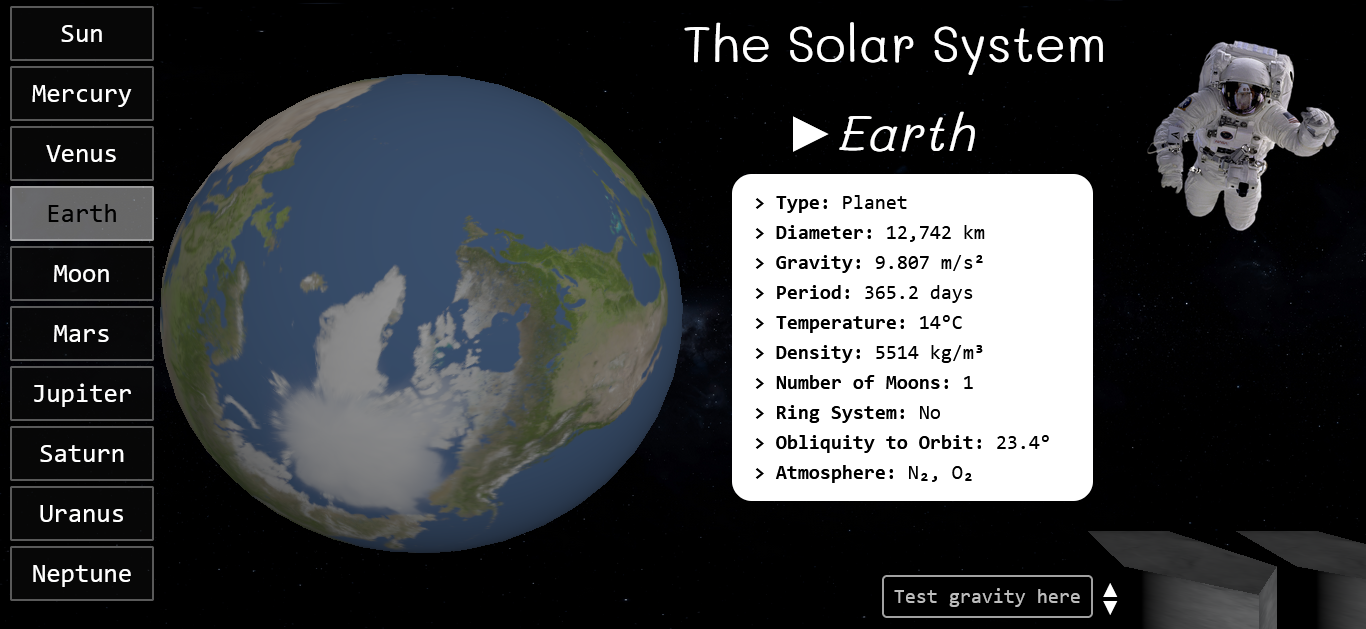 Sun
Mercury
Venus
Earth
Moon
Mars
Jupiter
Saturn
Uranus
Neptune
The Solar System
▶ Earth
> Type: Planet
> Diameter: 12,742 km
> Gravity: 9.807 m/s²
> Period: 365.2 days
> Temperature: 14°C
> Density: 5514 kg/m³
> Number of Moons: 1
> Ring System: No
> Obliquity to Orbit: 23.4°
> Atmosphere: N₂, O₂
Test gravity here